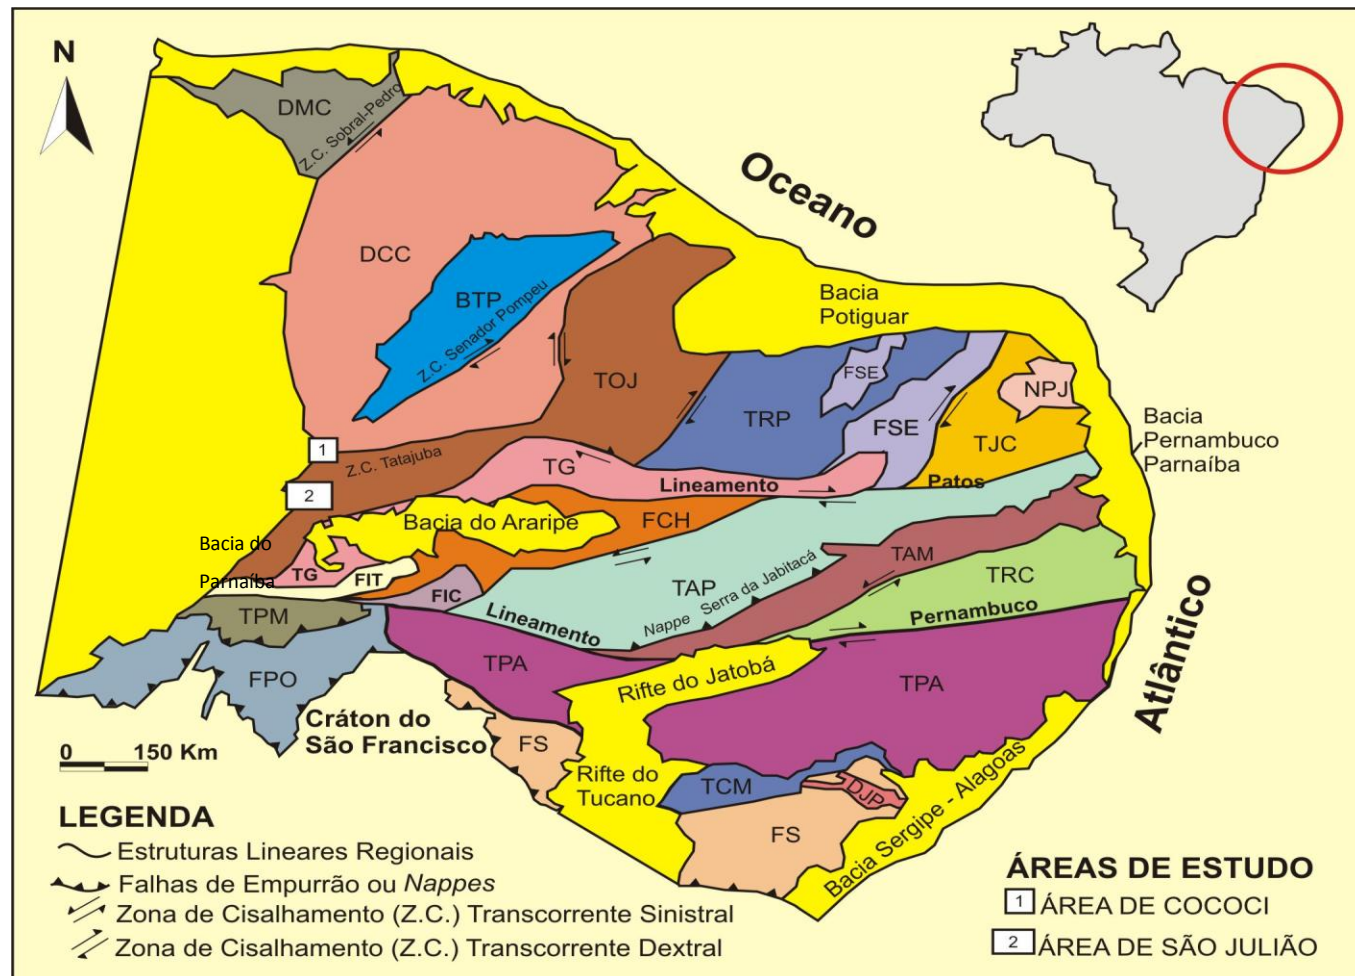 N
DMC
Z.C. Sobral-Pedro
Oceano
DCC
BTP
Z.C. Senador Pompeu
Bacia
Potiguar
TOJ
TRP
FSE
FSE
NPJ
TJC
Bacia
Pernambuco
Parnaíba
1
Z.C. Tatajuba
2
TG
Lineamento
Patos
Bacia do Araripe
FCH
Bacia do
Parnaíba
TG
FIT
FIC
TAP
TAM
TRC
Nappe Serra da Jabitacá
Lineamento
Pernambuco
TPM
TPA
Rifte do Jatobá
TPA
Atlântico
FPO
Cráton do
São Francisco
FS
Rifte do
Tucano
TCM
DJP
FS
Bacia Sergipe - Alagoas
0 150 Km
LEGENDA
Estruturas Lineares Regionais
Falhas de Empurrão ou Nappes
Zona de Cisalhamento (Z.C.) Transcorrente Sinistral
Zona de Cisalhamento (Z.C.) Transcorrente Dextral
ÁREAS DE ESTUDO
1 ÁREA DE COCOCI
2 ÁREA DE SÃO JULIÃO